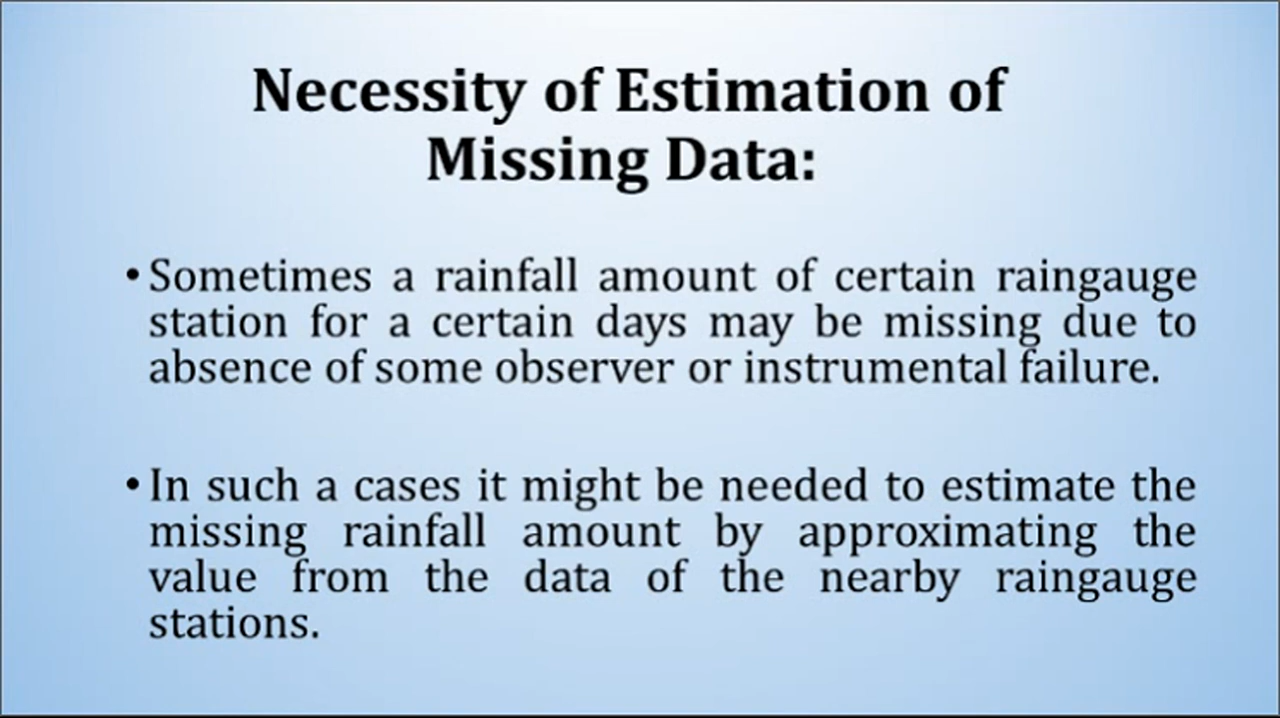 Necessity of Estimation of
Missing Data:
• Sometimes a rainfall amount of certain raingauge
station for a certain days may be missing due to
absence of some observer or instrumental failure.
• In such a cases it might be needed to estimate the
missing rainfall amount by approximating the
value from the data of the nearby raingauge
stations.